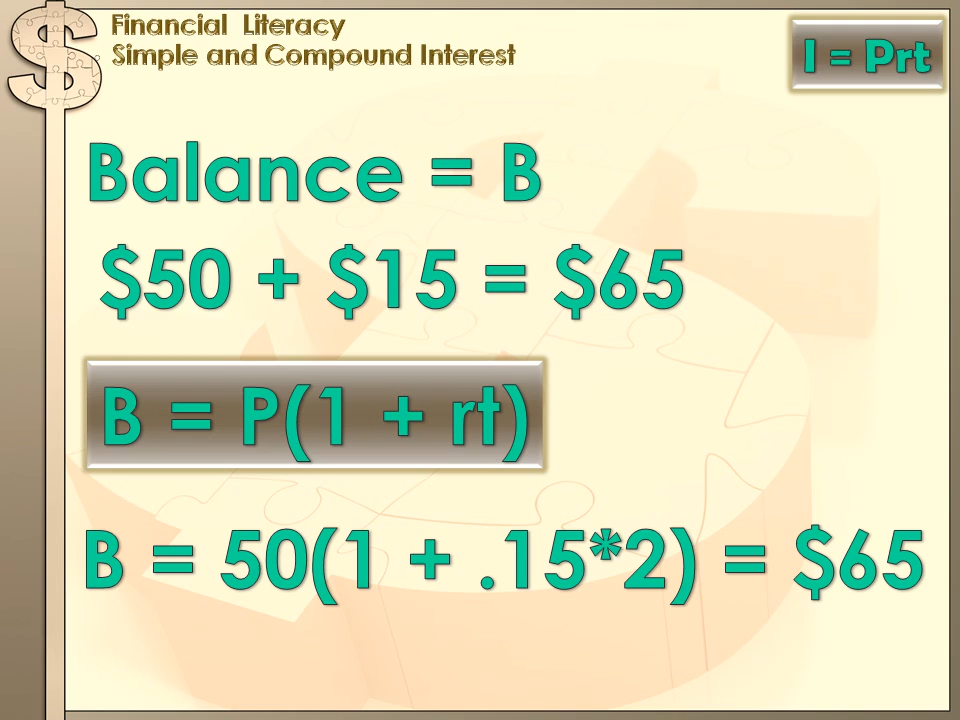 Financial Literacy
Simple and Compound Interest
I = Prt
Balance = B
$50 + $15 = $65
B = P(1 + rt)
B = 50(1 + .15*2) = $65